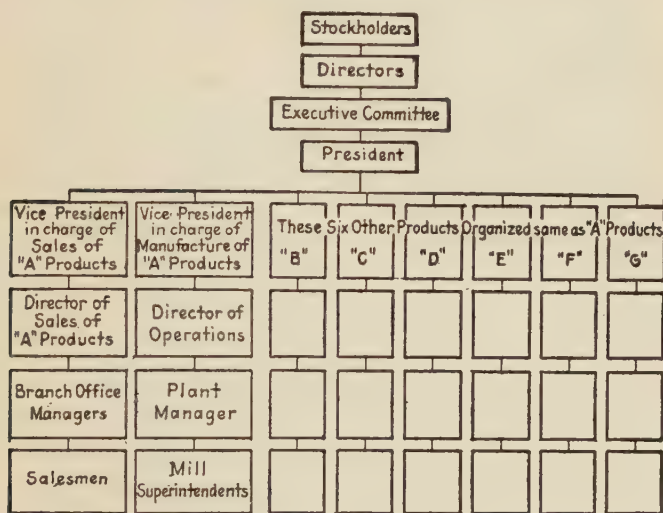 Stockholders
Directors
Executive Committee
President
Vice President
in charge of
Sales of
"A" Products
Vice President
in charge of
Manufacture of
"A" Products
These Six Other Products Organized same as "A" Products
"B" "C" "D" "E" "F" "G"
Director of
Sales of
"A" Products
Director of
Operations
Branch Office
Managers
Plant
Manager
Salesmen
Mill
Superintendents